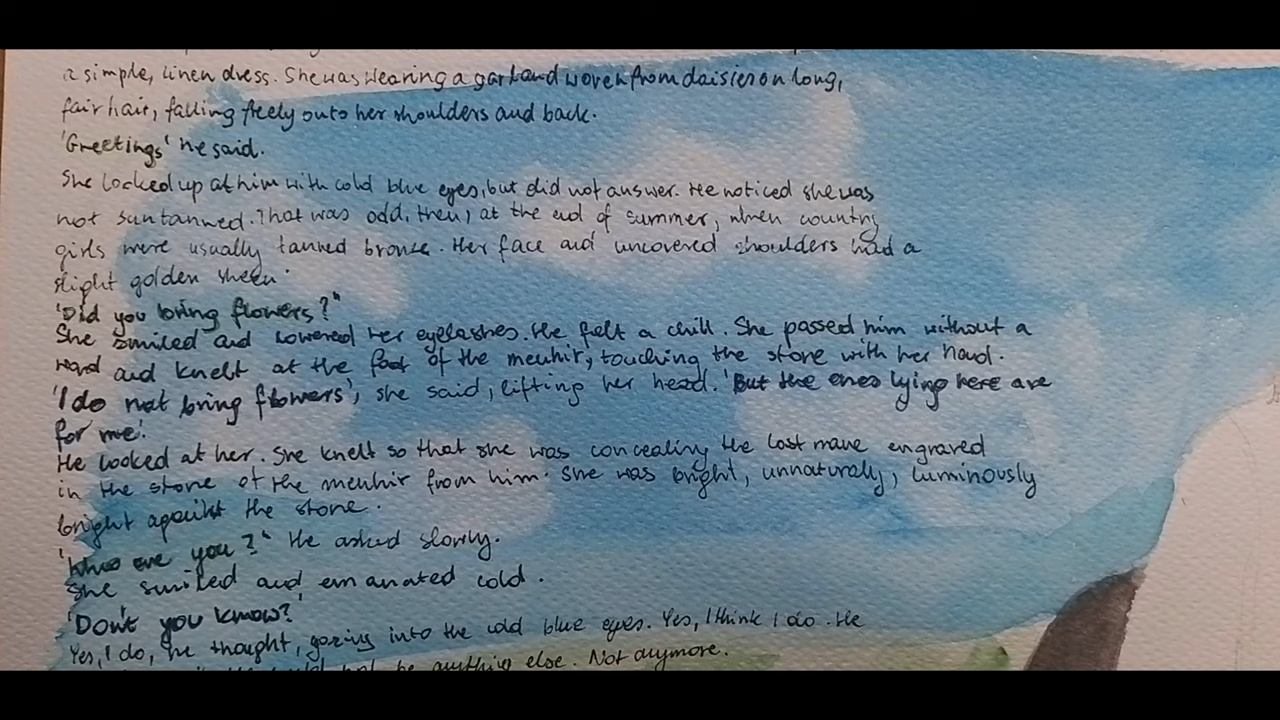 a simple, linen dress. She was wearing a garland woven from daisies on long,
fair hair, falling freely onto her shoulders and back.
'Greetings' he said.
She looked up at him with cold blue eyes, but did not answer. He noticed she was
not suntanned. That was odd, then, at the end of summer, when country
girls were usually tanned bronze. Her face and uncovered shoulders had a
slight golden sheen.
'Did you bring flowers?"
She smiled and lowered her eyelashes. He felt a chill. She passed him without a
word and knelt at the foot of the menhir, touching the stone with her hand.
'I do not bring flowers', she said, lifting her head. 'But the ones lying here are
for me'.
He looked at her. She knelt so that she was concealing the last name engraved
in the stone of the menhir from him. She was bright, unnaturally, luminously
bright against the stone.
'Who are you?" He asked slowly.
She smiled and emanated cold.
'Don't you know?'
Yes, I do, he thought, gazing into the cold blue eyes. Yes, I think I do. He
be anything else. Not anymore.